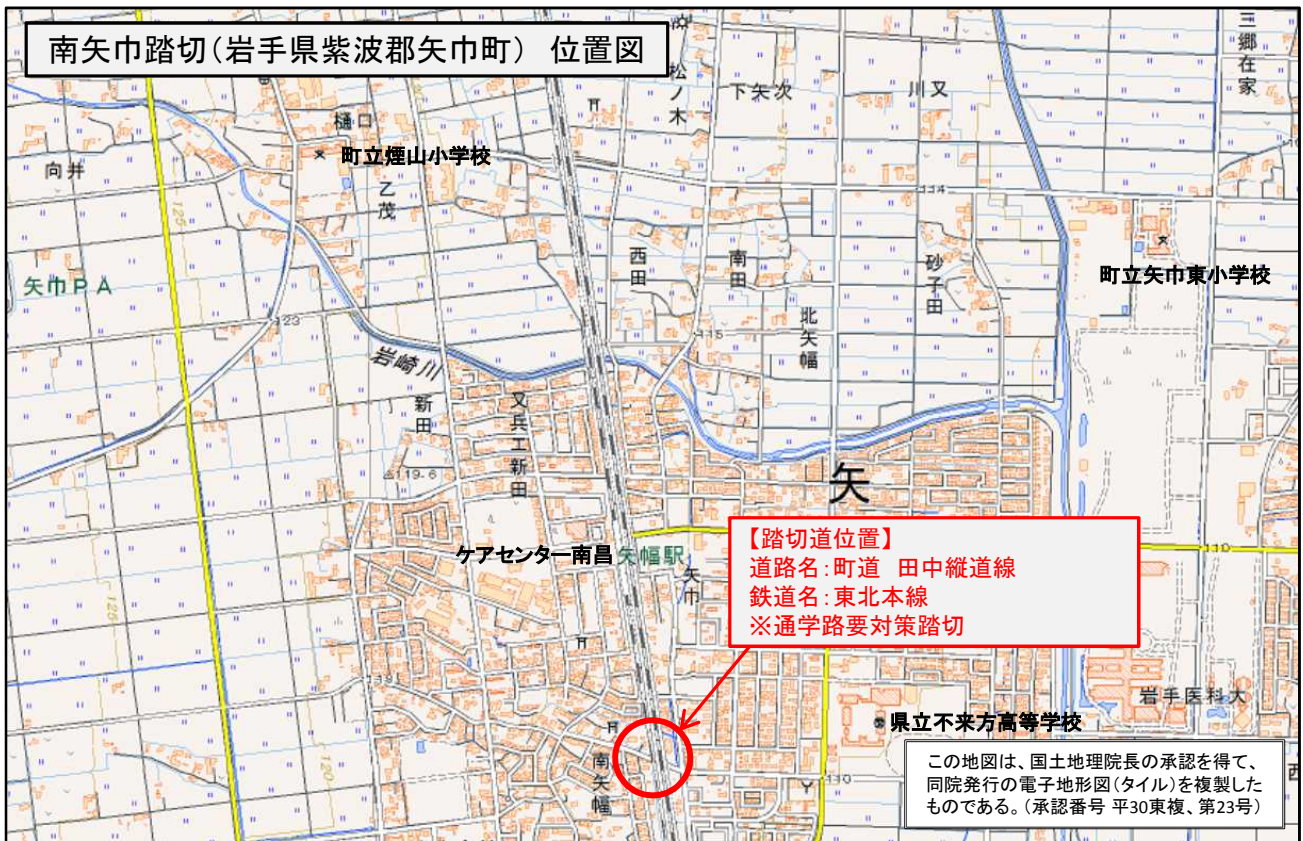 南矢巾踏切(岩手県紫波郡矢巾町) 位置図
三郷在家
松ノ木
下矢次
川又
樋口
町立煙山小学校
向井
乙茂
114
125
西田
南田
砂子田
町立矢巾東小学校
矢巾PA
123
115
北矢幅
岩崎川
新田
又兵エ新田
119.6
矢
ケアセンター南昌
矢幅駅
矢巾
110
【踏切道位置】
道路名:町道 田中縦道線
鉄道名:東北本線
※通学路要対策踏切
125
岩手医科大
県立不来方高等学校
南矢幅
120
110
西
この地図は、国土地理院長の承認を得て、
同院発行の電子地形図(タイル)を複製した
ものである。(承認番号 平30東複、第23号)